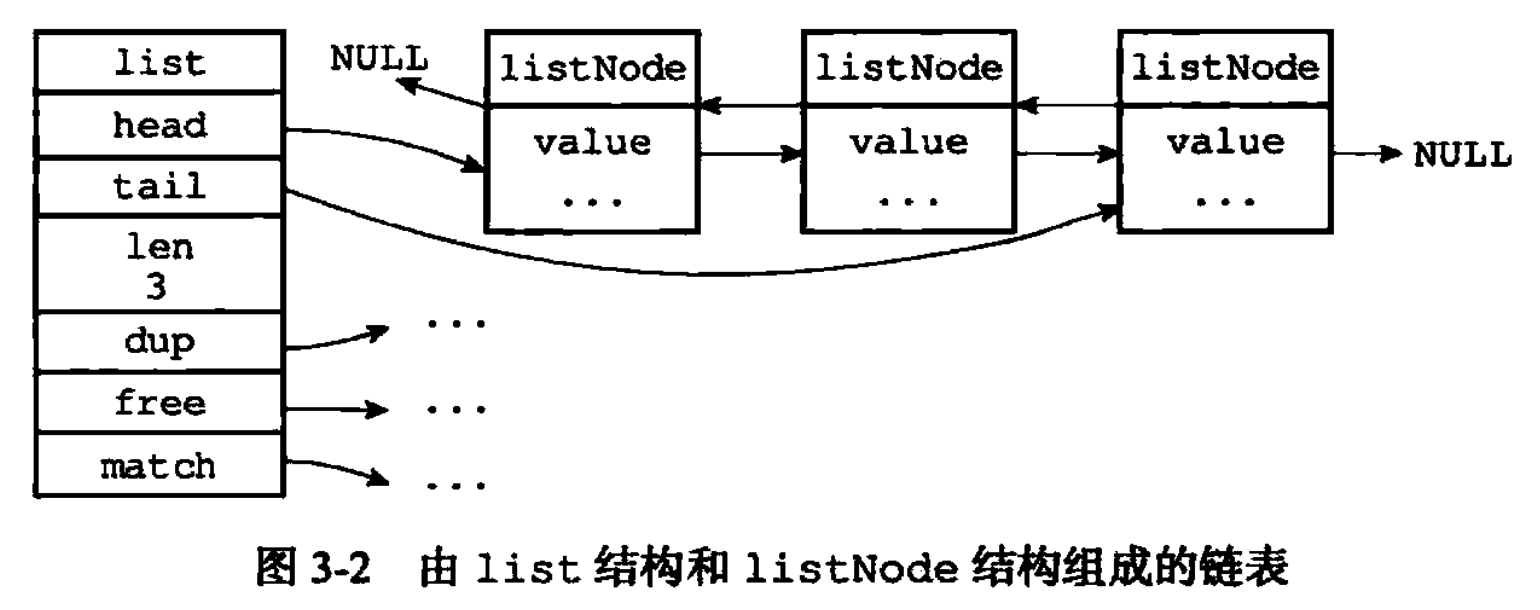 list
head
tail
len
3
dup
free
match
NULL
listNode
value
...
listNode
value
...
listNode
value
...
NULL
...
...
...
图 3-2 由 list 结构和 listNode 结构组成的链表